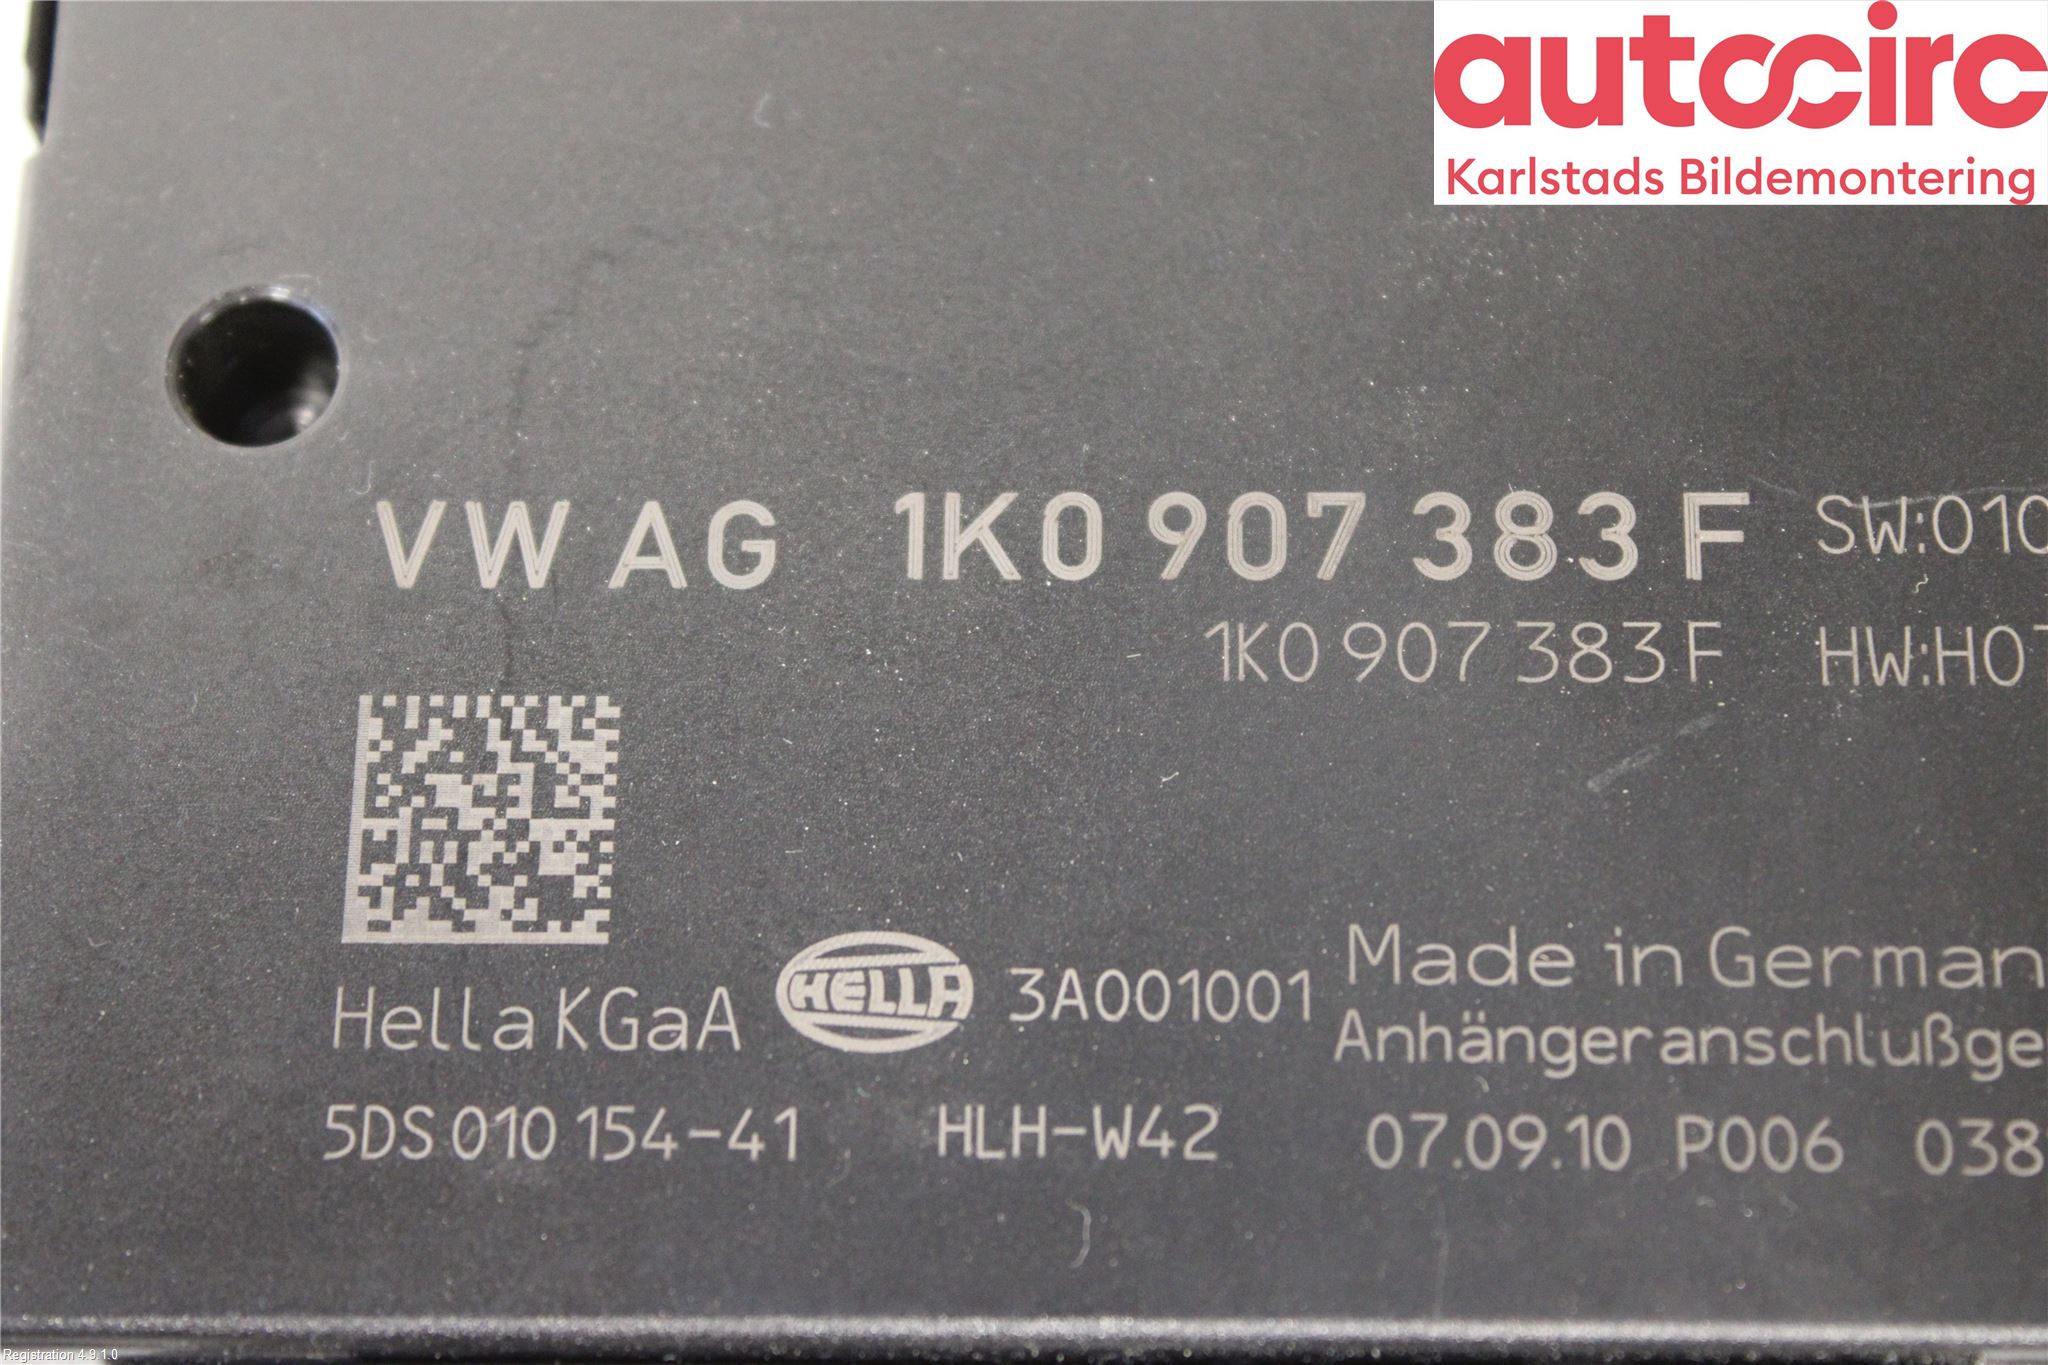 autocirc
Karlstads Bildemontering
VW AG 1K0 907 383 F SW:010
1K0 907 383 F HW:H07
Hella KGaA HELLA 3A001001 Made in German
Anhängeranschlußge
5DS 010 154-41 HLH-W42 07.09.10 P006 038
Registration 4.9.1.0